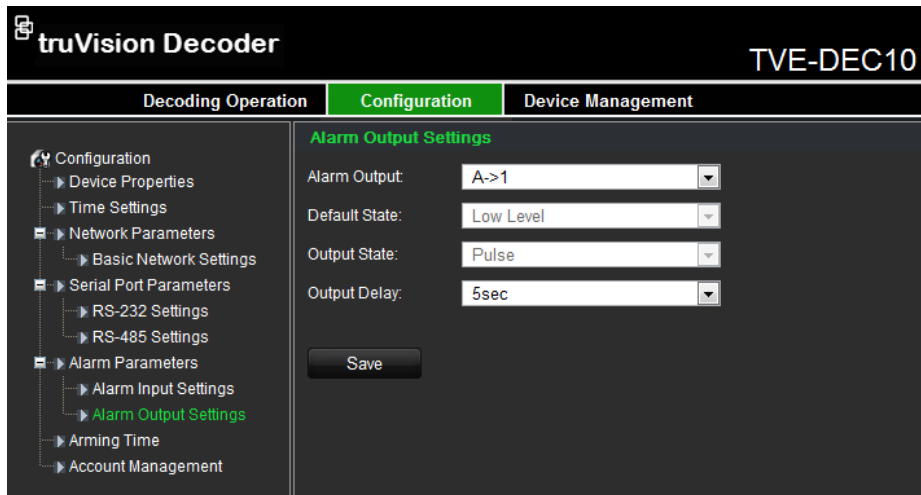 truVision Decoder
TVE-DEC10
Decoding Operation Configuration Device Management
Configuration
Device Properties
Time Settings
Network Parameters
Basic Network Settings
Serial Port Parameters
RS-232 Settings
RS-485 Settings
Alarm Parameters
Alarm Input Settings
Alarm Output Settings
Arming Time
Account Management
Alarm Output Settings
Alarm Output: A->1
Default State: Low Level
Output State: Pulse
Output Delay: 5sec
Save